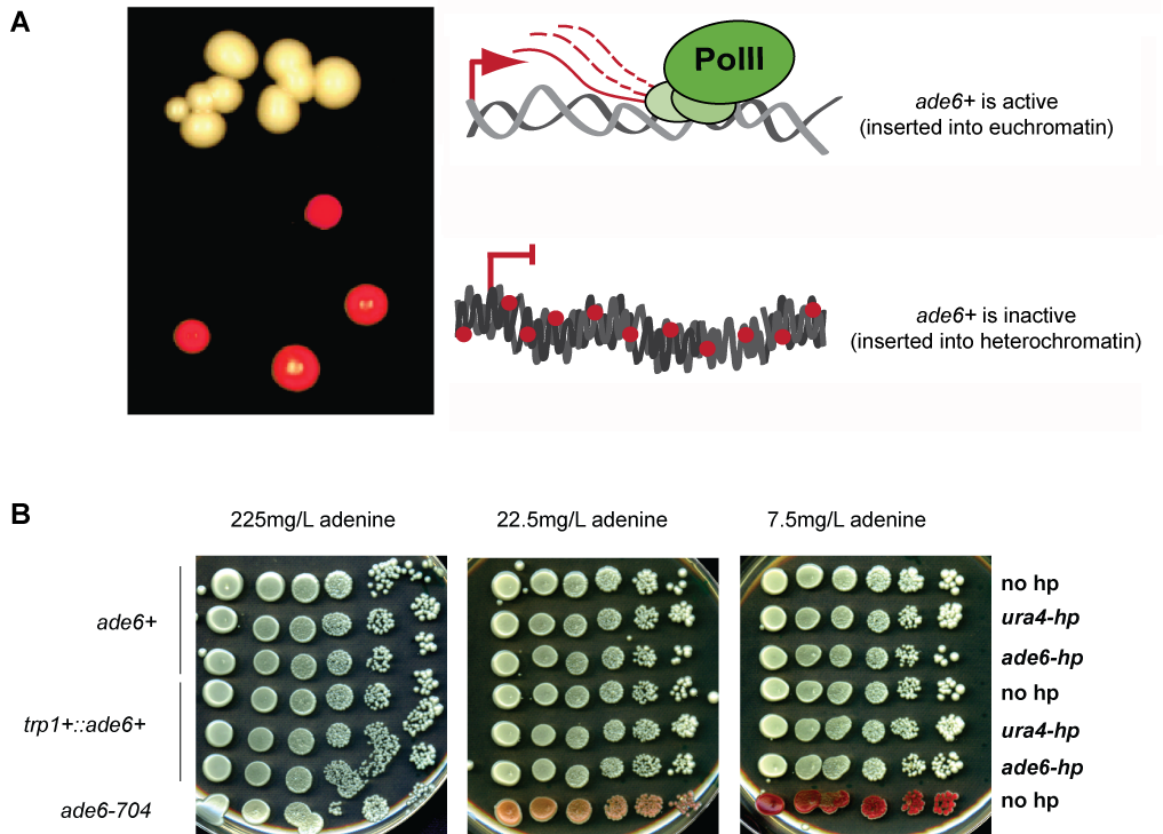 A
PolII
ade6+ is active
(inserted into euchromatin)
ade6+ is inactive
(inserted into heterochromatin)
B
225mg/L adenine
22.5mg/L adenine
7.5mg/L adenine
ade6+
no hp
ura4-hp
ade6-hp
trp1+::ade6+
no hp
ura4-hp
ade6-hp
ade6-704
no hp